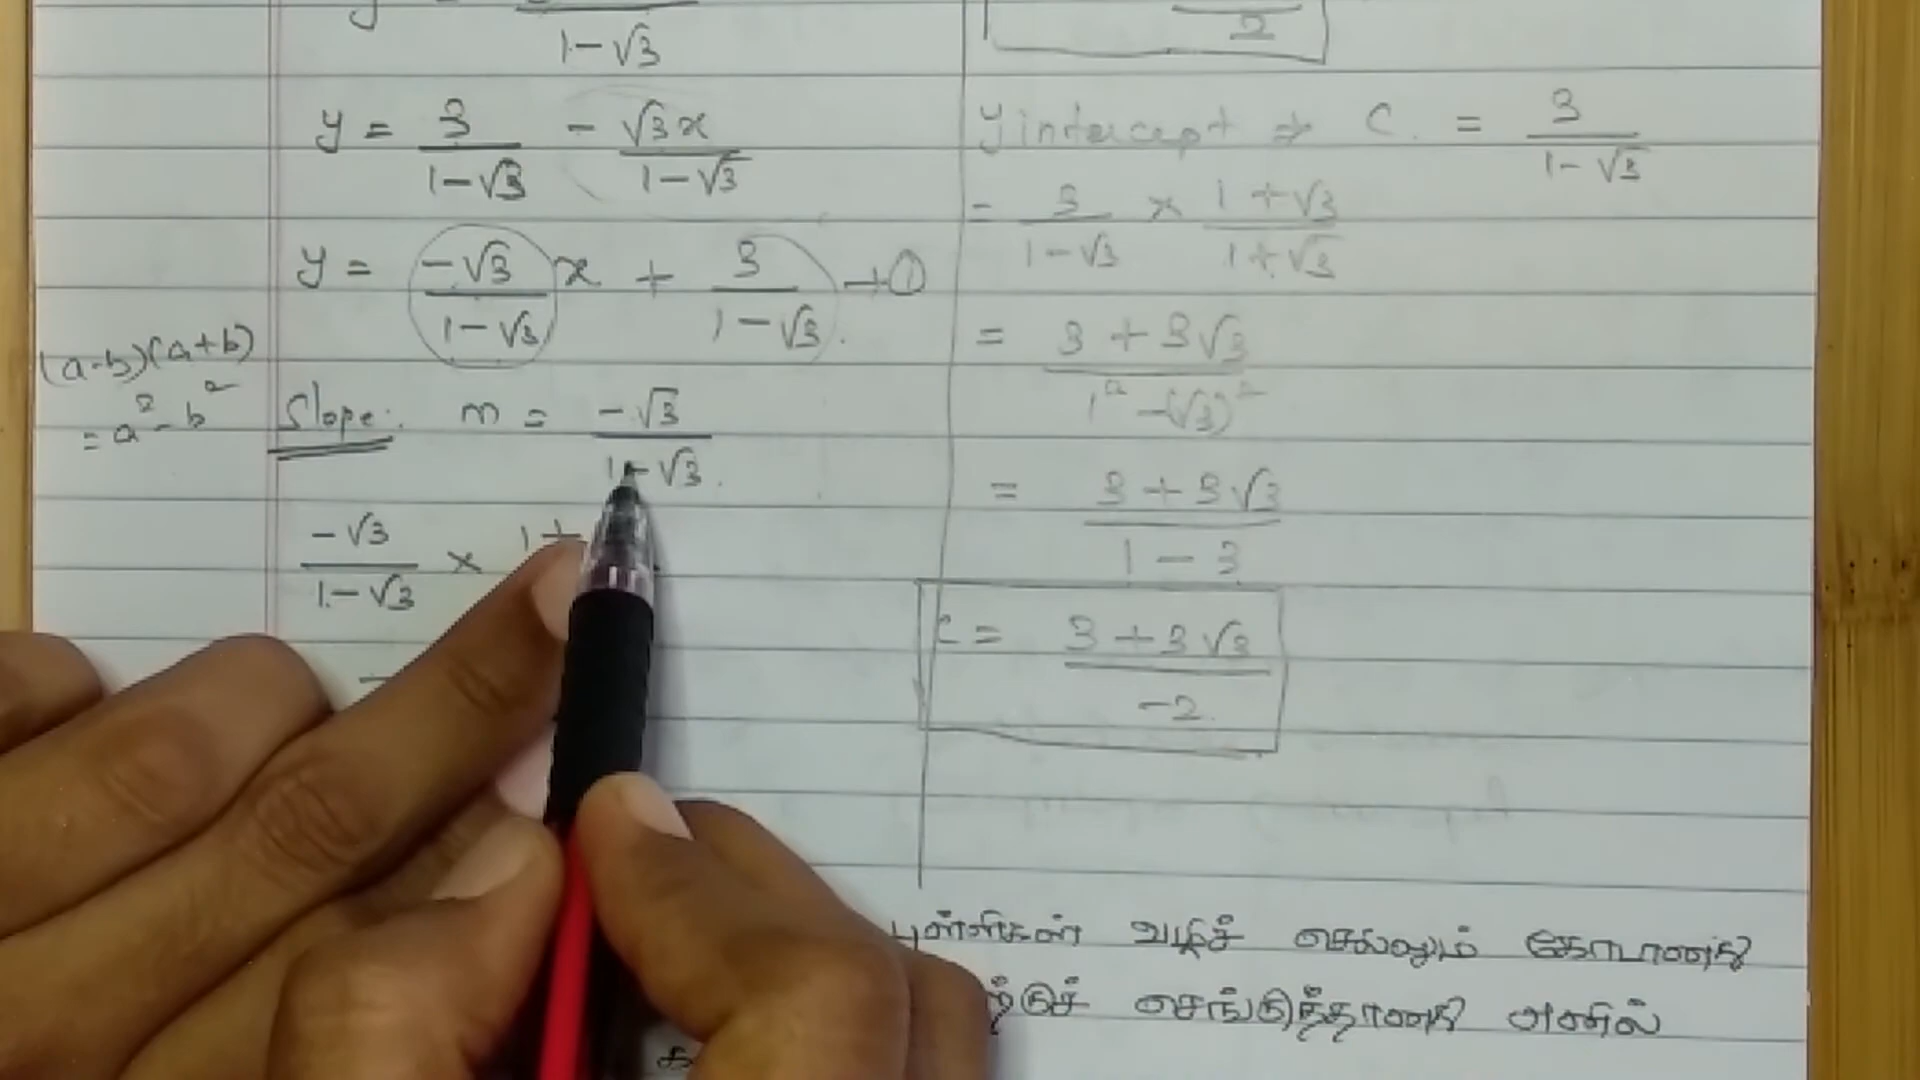 1-√3
y = 3/(1-√3) - √3x/(1-√3)
y = (-√3)/(1-√3) x + 3/(1-√3) → ①
(a-b)(a+b)
= a² - b²
Slope: m = (-√3)/(1-√3).
(-√3)/(1-√3) × 1+
2
y intercept ⇒ C. = 3/(1-√3)
= 3/(1-√3) × (1+√3)/(1+√3)
= (3+3√3)/(1²-(√3)²)
= (3+3√3)/(1-3)
C = (3+3√3)/(-2)
புள்ளிகள் வழிச் செல்லும் கோடானது
செங்குத்தானது எனில்